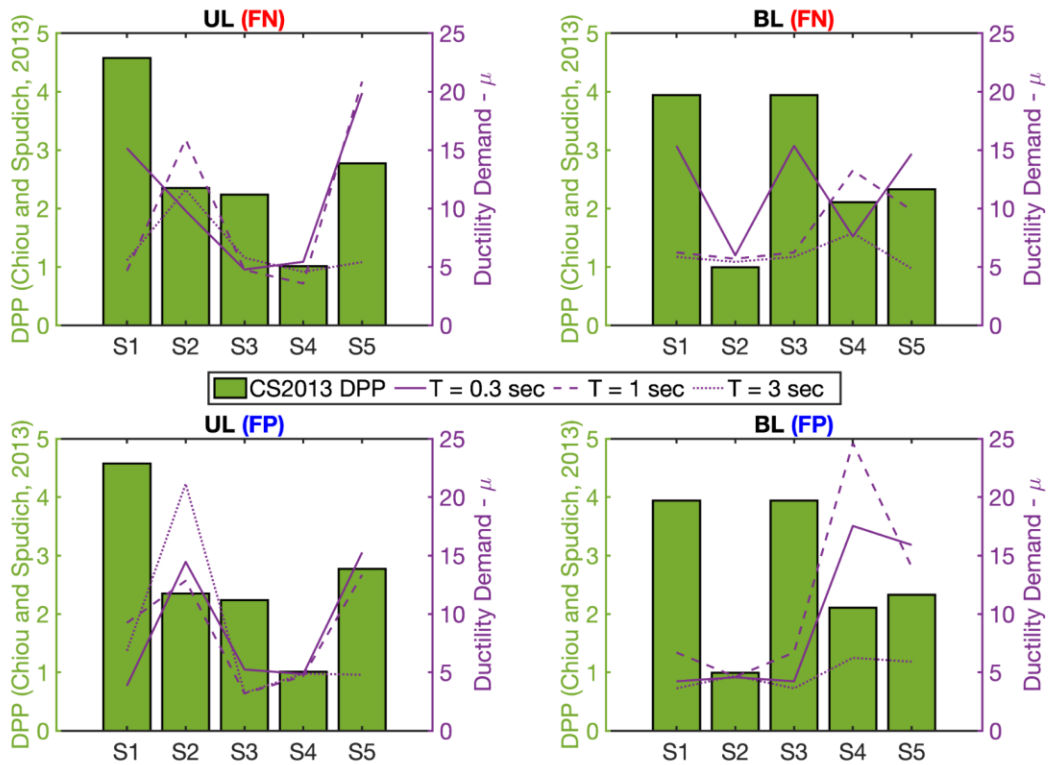 UL (FN)
BL (FN)
DPP (Chiou and Spudich, 2013)
5
4
3
2
1
0
25
20
15
10
5
0
Ductility Demand - μ
S1 S2 S3 S4 S5
DPP (Chiou and Spudich, 2013)
5
4
3
2
1
0
25
20
15
10
5
0
Ductility Demand - μ
S1 S2 S3 S4 S5
CS2013 DPP T = 0.3 sec T = 1 sec T = 3 sec
UL (FP)
BL (FP)
DPP (Chiou and Spudich, 2013)
5
4
3
2
1
0
25
20
15
10
5
0
Ductility Demand - μ
S1 S2 S3 S4 S5
DPP (Chiou and Spudich, 2013)
5
4
3
2
1
0
25
20
15
10
5
0
Ductility Demand - μ
S1 S2 S3 S4 S5